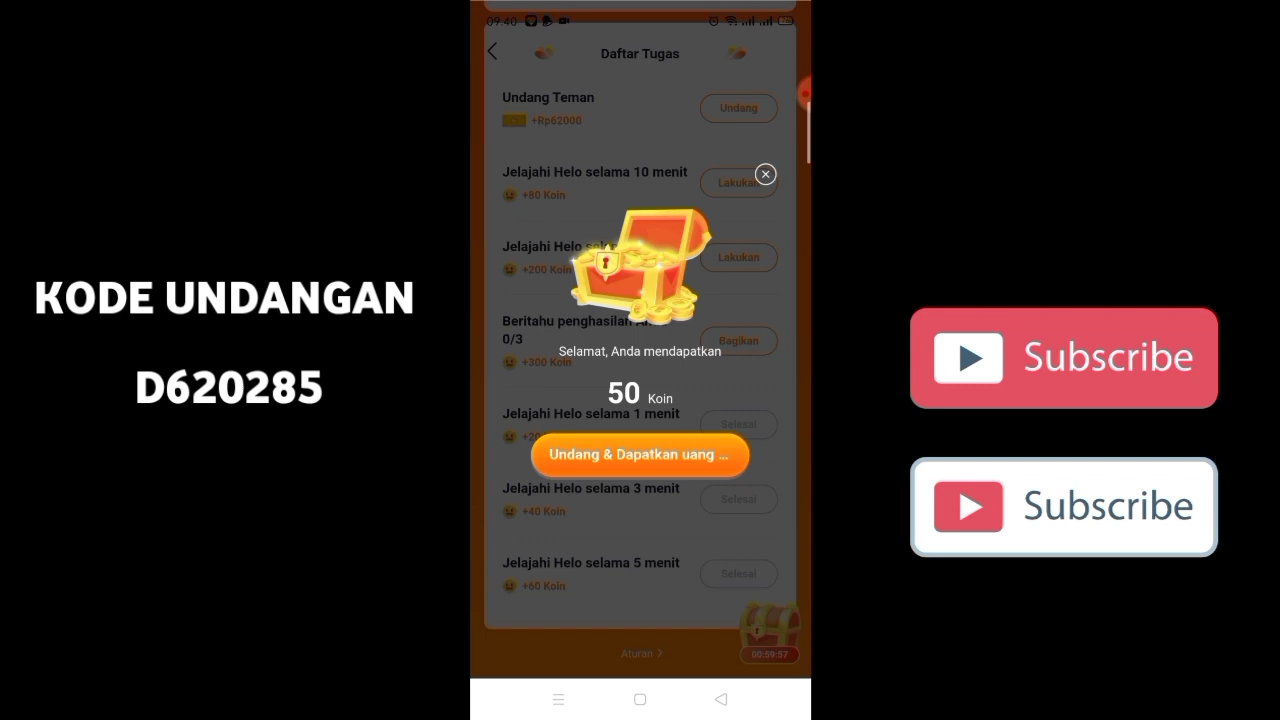 KODE UNDANGAN
D620285
09:40
Daftar Tugas
Undang Teman
+Rp62000
Undang
Jelajahi Helo selama 10 menit
+80 Koin
Lakukan
Jelajahi Helo
+200 Koin
Lakukan
Beritahu penghasilan
0/3
+300 Koin
Bagikan
Selamat, Anda mendapatkan
50 Koin
Jelajahi Helo selama 1 menit
Selesai
Undang & Dapatkan uang ...
Jelajahi Helo selama 3 menit
+40 Koin
Selesai
Jelajahi Helo selama 5 menit
+60 Koin
Selesai
00:59:57
Aturan
Subscribe
Subscribe